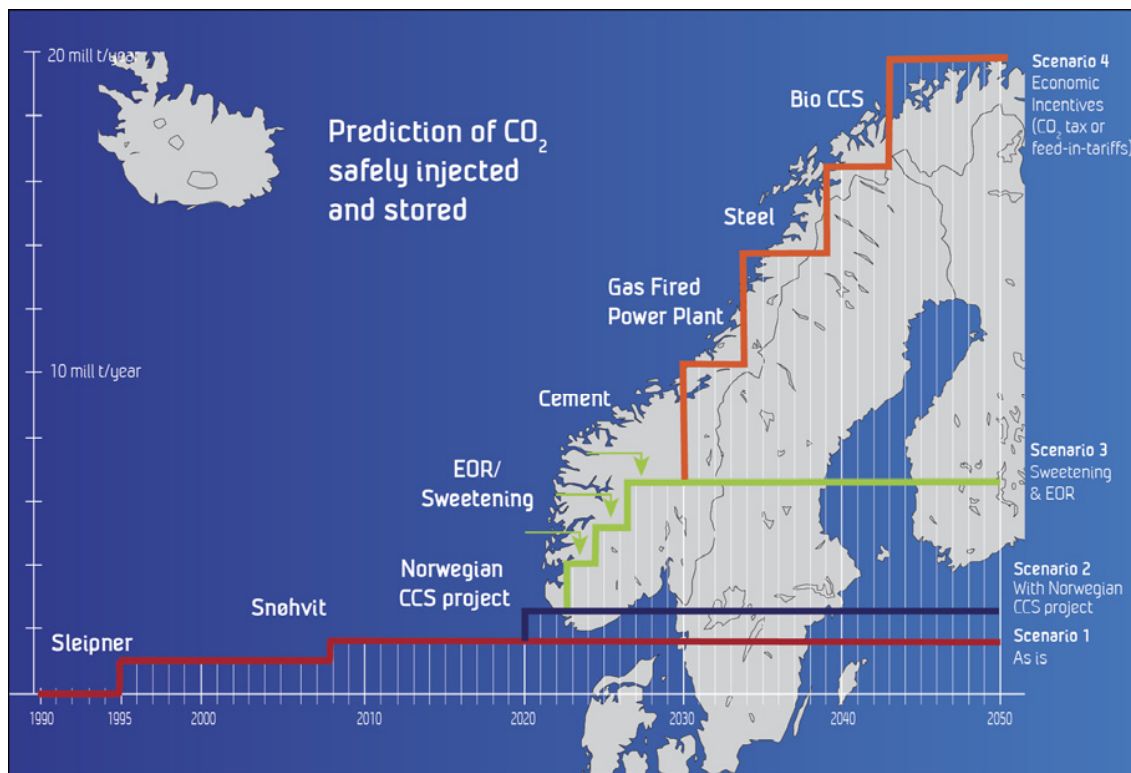 20 mill t/year
Prediction of CO₂
safely injected
and stored
Scenario 4
Economic
Incentives
(CO₂ tax or
feed-in-tariffs)
Bio CCS
Steel
Gas Fired
Power Plant
10 mill t/year
Cement
EOR/
Sweetening
Scenario 3
Sweetening
& EOR
Norwegian
CCS project
Scenario 2
With Norwegian
CCS project
Snøhvit
Sleipner
Scenario 1
As is
1990 1995 2000 2010 2020 2030 2040 2050